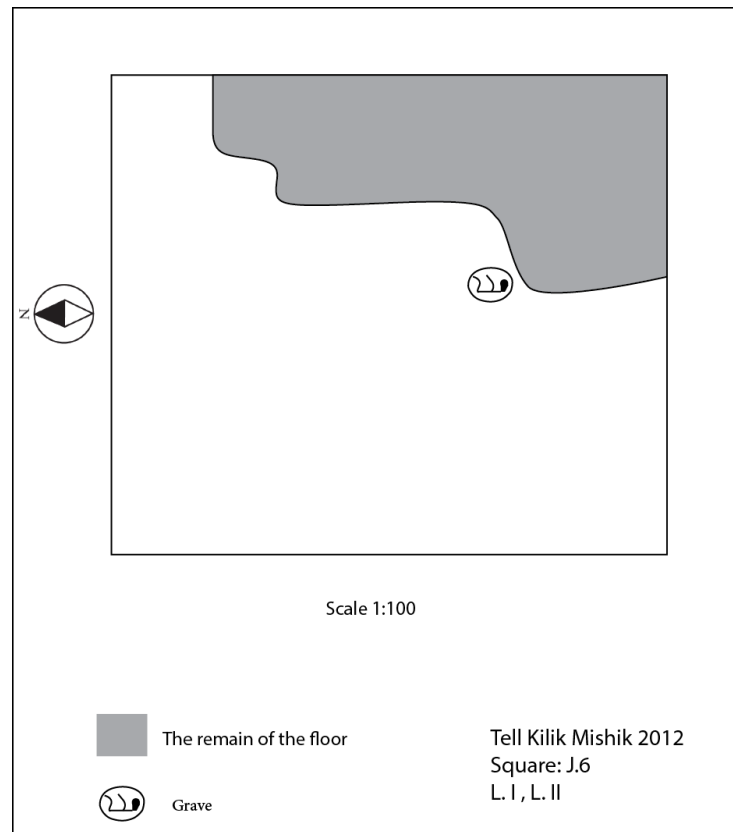 N
Scale 1:100
The remain of the floor
Grave
Tell Kilik Mishik 2012
Square: J.6
L. I , L. II